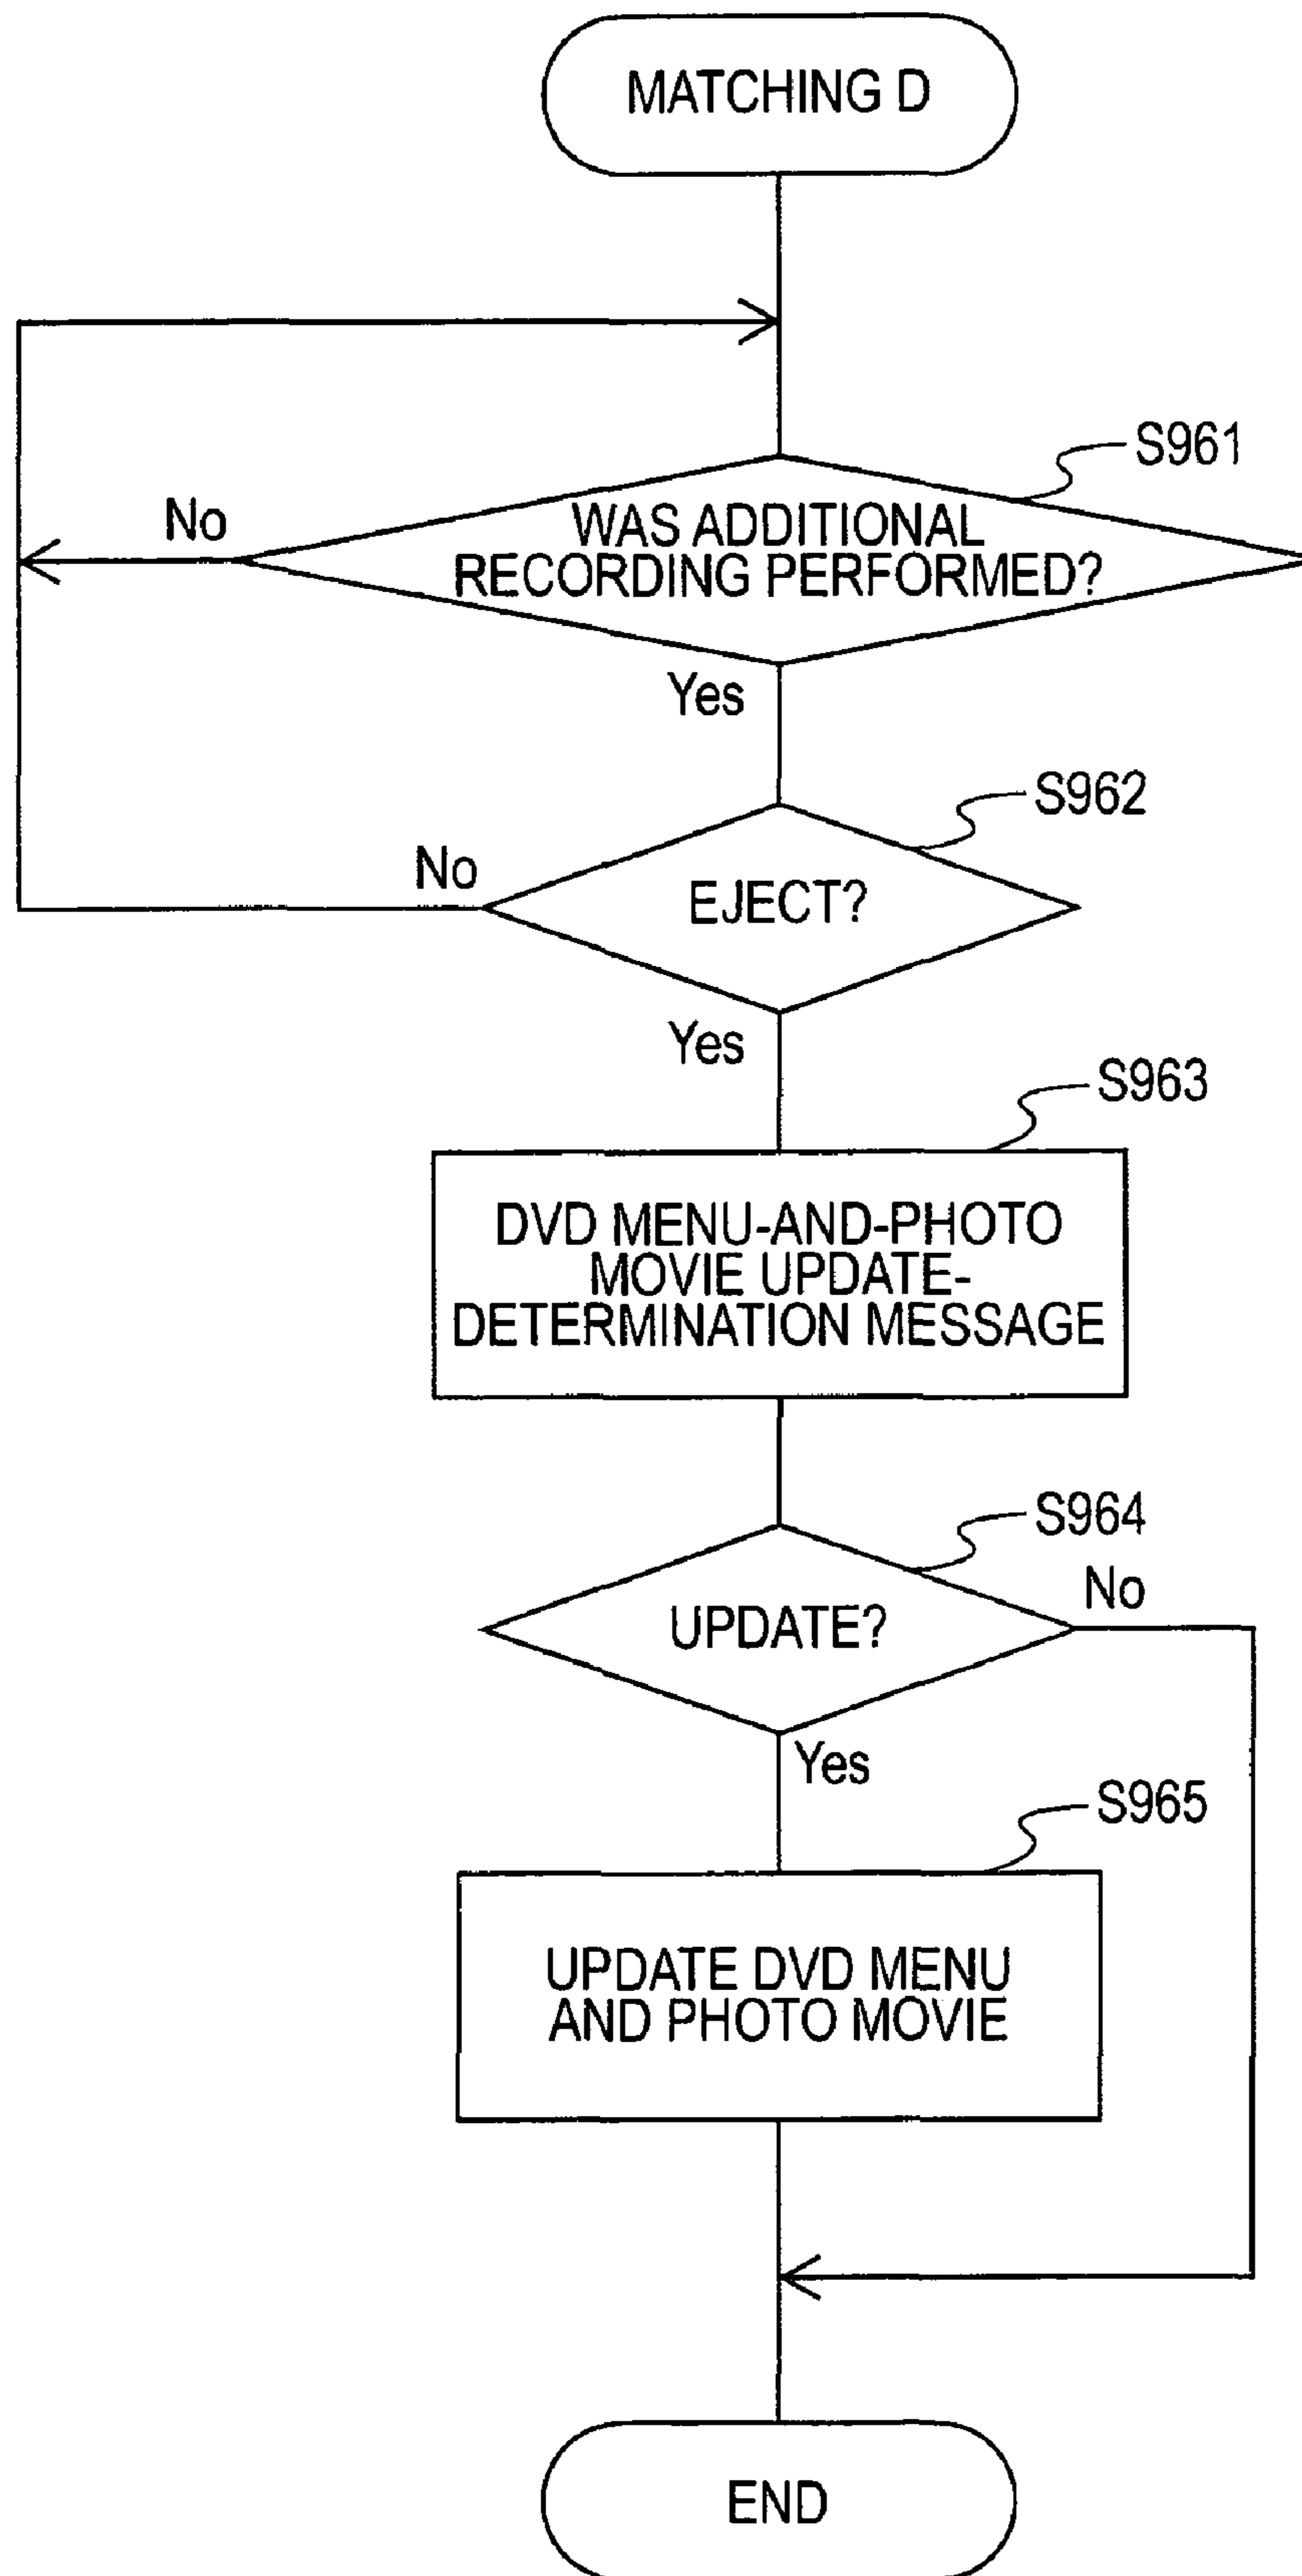 MATCHING D
S961
No
WAS ADDITIONAL
RECORDING PERFORMED?
Yes
S962
No
EJECT?
Yes
S963
DVD MENU-AND-PHOTO
MOVIE UPDATE-
DETERMINATION MESSAGE
S964
No
UPDATE?
Yes
S965
UPDATE DVD MENU
AND PHOTO MOVIE
END